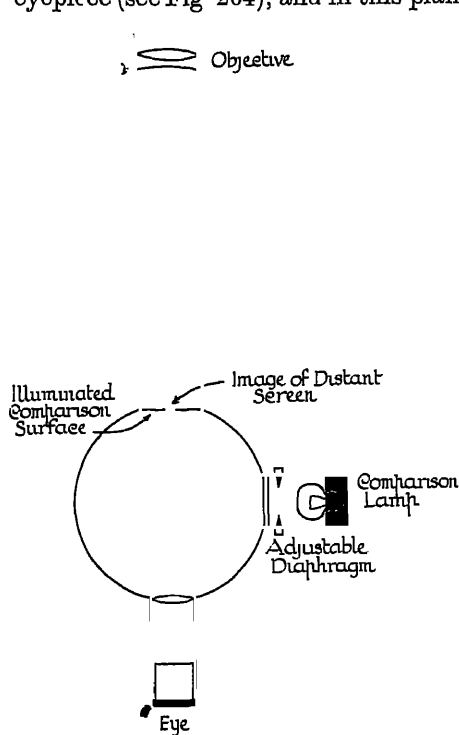 eyepiece (see Fig 264), and in this plan
Objective
Image of Distant
Screen
Illuminated
Comparison
Surface
Comparison
Lamp
Adjustable
Diaphragm
Eye